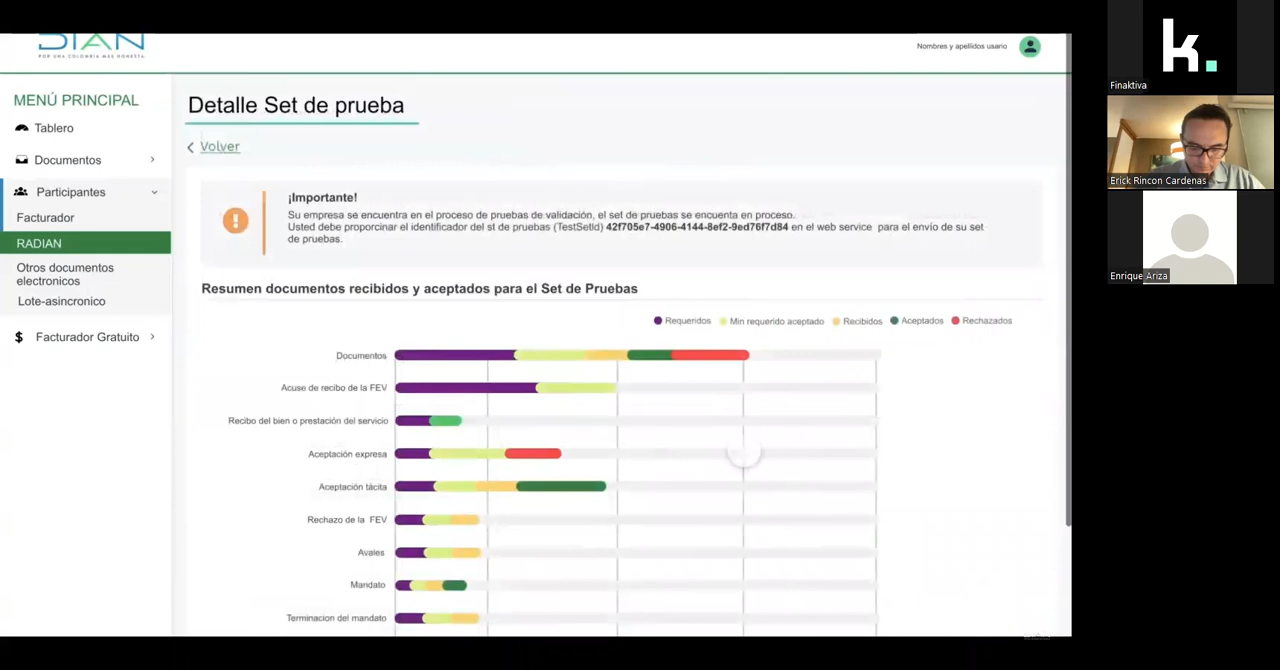 DIAN
POR UNA COLOMBIA MÁS HONESTA
Nombres y apellidos usario
MENÚ PRINCIPAL
Tablero
Documentos
Participantes
Facturador
RADIAN
Otros documentos
electronicos
Lote-asincronico
Facturador Gratuito
Detalle Set de prueba
Volver
¡Importante!
Su empresa se encuentra en el proceso de pruebas de validación, el set de pruebas se encuenta en proceso.
Usted debe proporcinar el identificador del st de pruebas (TestSetId) 42f705e7-4906-4144-8ef2-9ed76f7d84 en el web service para el envío de su set
de pruebas.
Resumen documentos recibidos y aceptados para el Set de Pruebas
Requeridos Min requerido aceptado Recibidos Aceptados Rechazados
Documentos
Acuse de recibo de la FEV
Recibo del bien o prestación del servicio
Aceptación expresa
Aceptación tácita
Rechazo de la FEV
Avales
Mandato
Terminacion del mandato
k.
Finaktiva
Erick Rincon Cardenas
Enrique Ariza